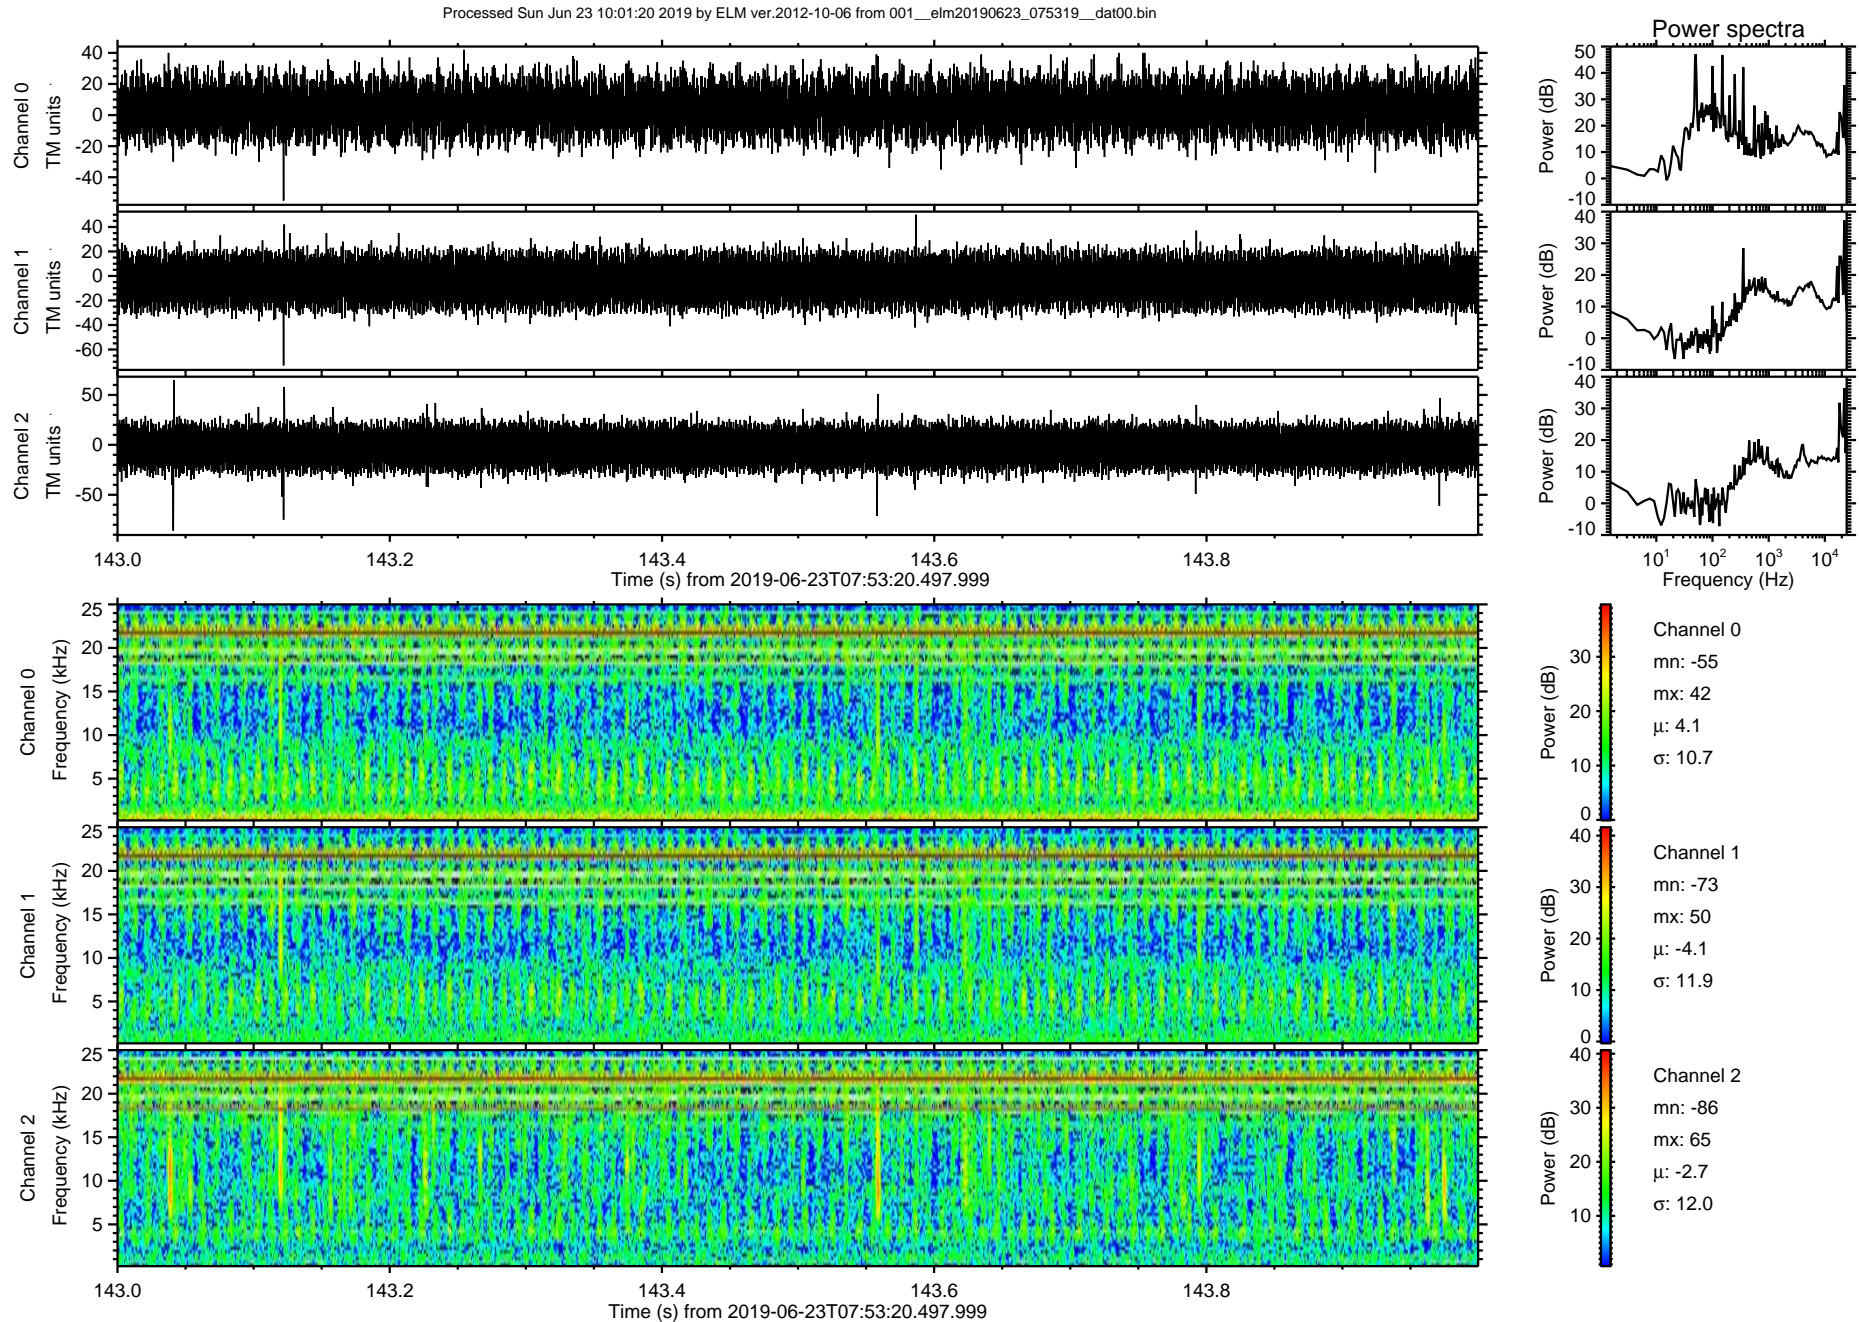 Processed Sun Jun 23 10:01:20 2019 by ELM ver.2012-10-06 from 001__elm20190623_075319__dat00.bin
Power spectra
Channel 0
TM units
40
20
0
-20
-40
Power (dB)
50
40
30
20
10
0
-10
Channel 1
TM units
40
20
0
-20
-40
-60
Power (dB)
40
30
20
10
0
-10
Channel 2
TM units
50
0
-50
Power (dB)
40
30
20
10
0
-10
143.0 143.2 143.4 143.6 143.8
Time (s) from 2019-06-23T07:53:20.497.999
10¹ 10² 10³ 10⁴
Frequency (Hz)
Channel 0
Frequency (kHz)
25
20
15
10
5
Power (dB)
30
20
10
0
Channel 0
mn: -55
mx: 42
µ: 4.1
σ: 10.7
Channel 1
Frequency (kHz)
25
20
15
10
5
Power (dB)
40
30
20
10
0
Channel 1
mn: -73
mx: 50
µ: -4.1
σ: 11.9
Channel 2
Frequency (kHz)
25
20
15
10
5
Power (dB)
40
30
20
10
Channel 2
mn: -86
mx: 65
µ: -2.7
σ: 12.0
143.0 143.2 143.4 143.6 143.8
Time (s) from 2019-06-23T07:53:20.497.999